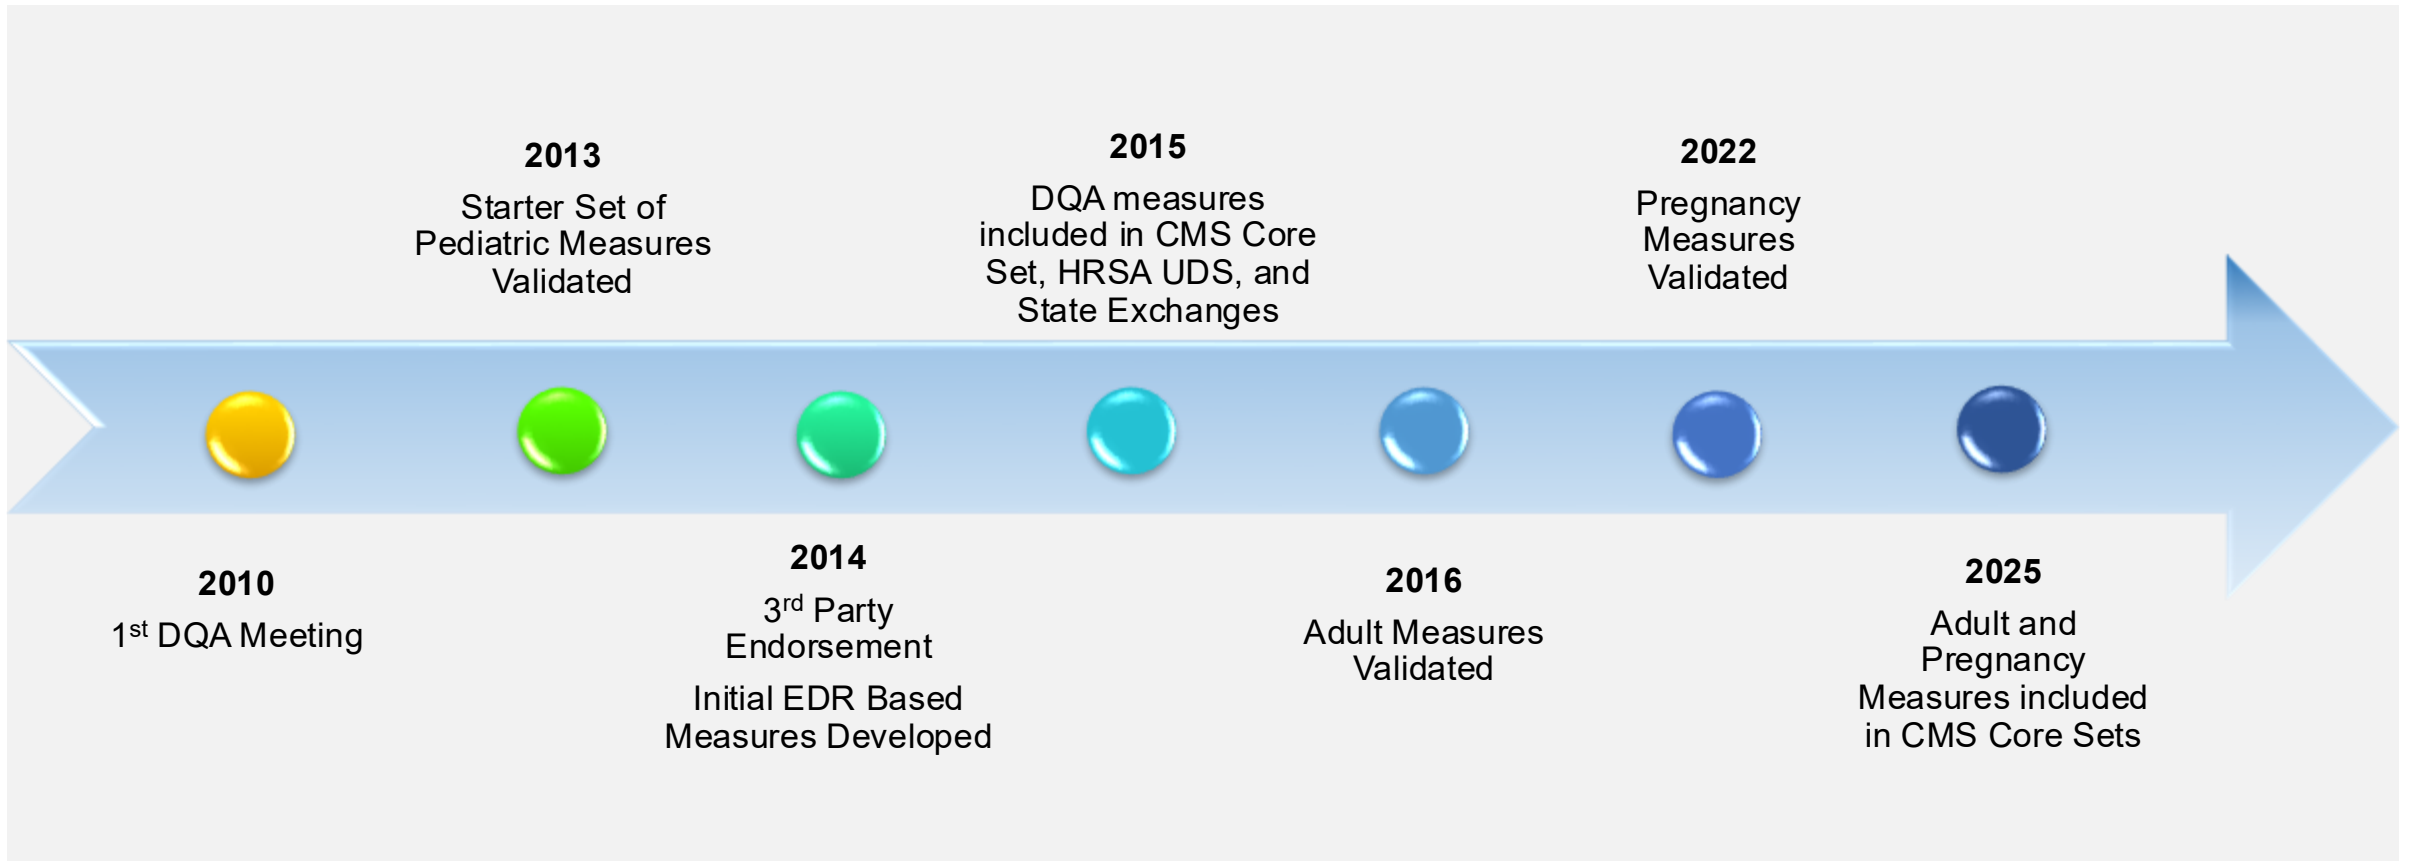 2010
1st DQA Meeting
2013
Starter Set of
Pediatric Measures
Validated
2014
3rd Party
Endorsement
Initial EDR Based
Measures Developed
2015
DQA measures
included in CMS Core
Set, HRSA UDS, and
State Exchanges
2016
Adult Measures
Validated
2022
Pregnancy
Measures
Validated
2025
Adult and
Pregnancy
Measures included
in CMS Core Sets